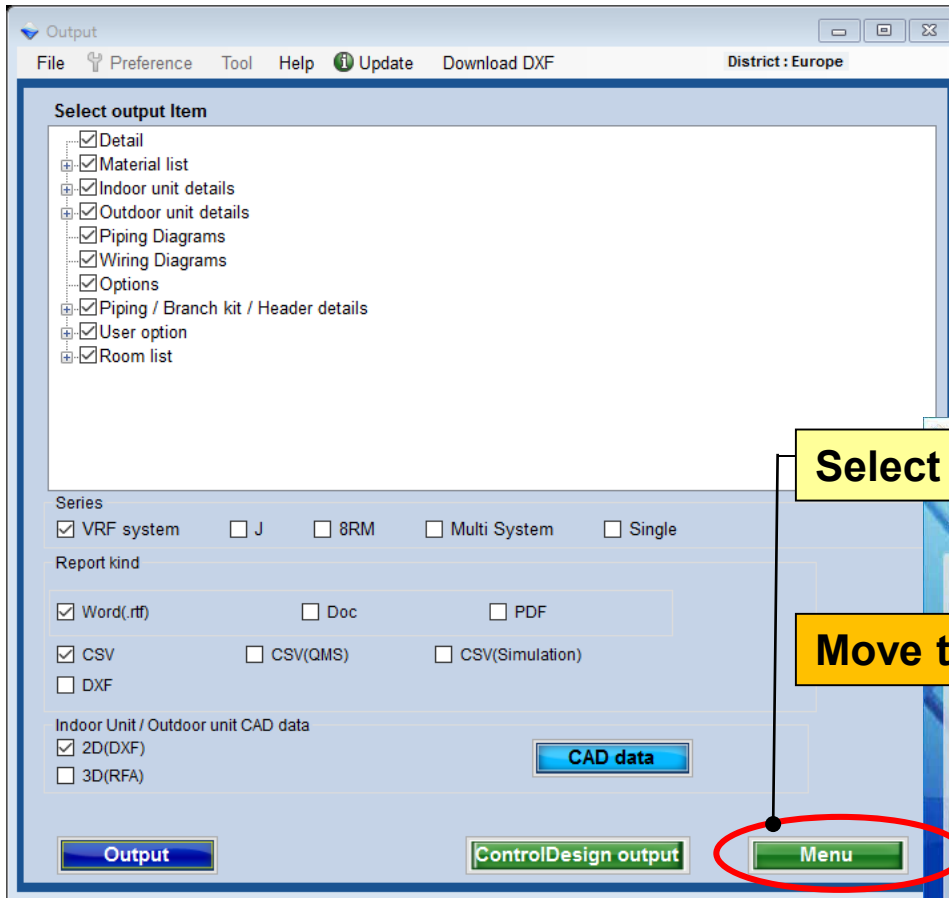 Output
File Preference Tool Help Update Download DXF District : Europe
Select output Item
Detail
Material list
Indoor unit details
Outdoor unit details
Piping Diagrams
Wiring Diagrams
Options
Piping / Branch kit / Header details
User option
Room list
Select
Series
VRF system J 8RM Multi System Single
Report kind
Word(.rtf) Doc PDF
Move t
CSV CSV(QMS) CSV(Simulation)
DXF
Indoor Unit / Outdoor unit CAD data
2D(DXF)
CAD data
3D(RFA)
Output ControlDesign output Menu